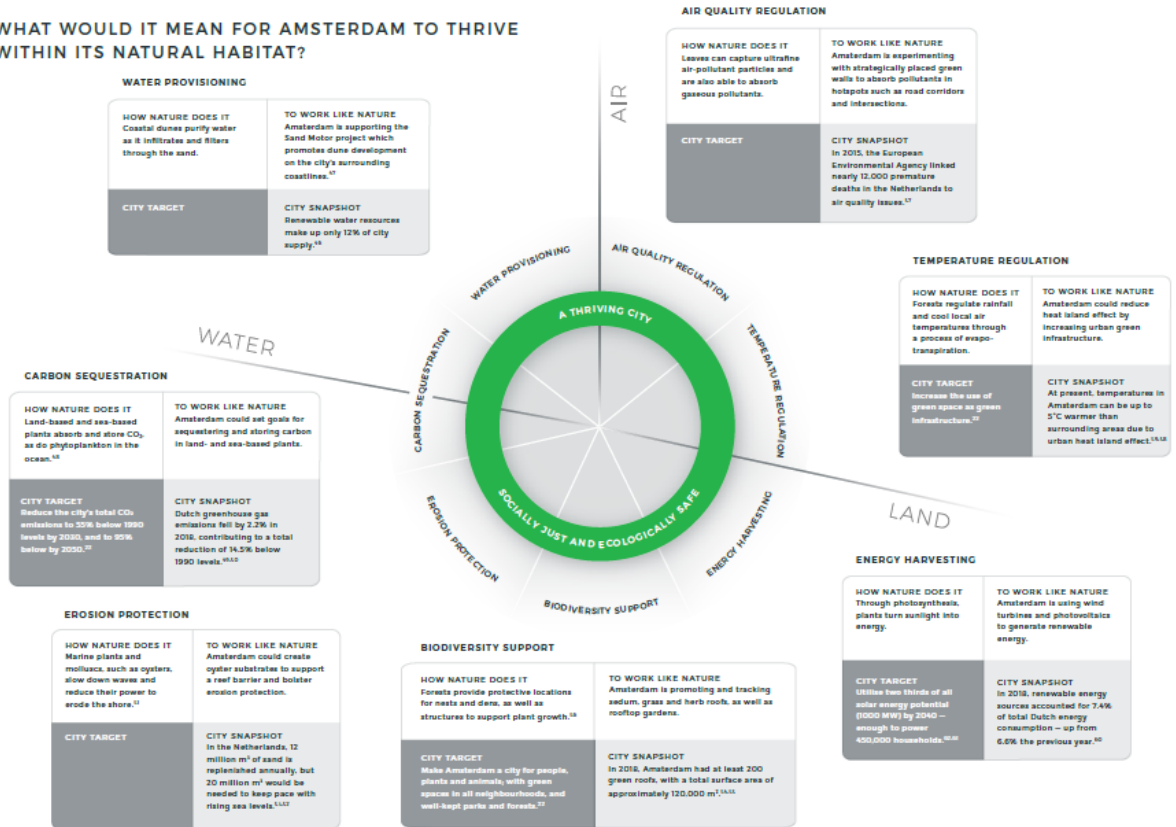 WHAT WOULD IT MEAN FOR AMSTERDAM TO THRIVE
WITHIN ITS NATURAL HABITAT?
WATER PROVISIONING
HOW NATURE DOES IT
Coastal dunes purify water
as it infiltrates and filters
through the sand.
TO WORK LIKE NATURE
Amsterdam is supporting the
Sand Motor project which
promotes dune development
on the city's surrounding
coastlines.
CITY TARGET
CITY SNAPSHOT
Renewable water resources
make up only 12% of city
supply.
AIR QUALITY REGULATION
HOW NATURE DOES IT
Leaves can capture ultrafine
air-pollutant particles and
are also able to absorb
gaseous pollutants.
TO WORK LIKE NATURE
Amsterdam is experimenting
with strategically placed green
walls to absorb pollutants in
hotspots such as road corridors
and intersections.
CITY TARGET
CITY SNAPSHOT
In 2015, the European
Environmental Agency linked
nearly 12,000 premature
deaths in the Netherlands to
air quality issues.
TEMPERATURE REGULATION
HOW NATURE DOES IT
Forests regulate rainfall
and cool local air
temperatures through
a process of evapo-
transpiration.
TO WORK LIKE NATURE
Amsterdam could reduce
heat island effect by
increasing urban green
infrastructure.
CITY TARGET
Increase the use of
green space as green
infrastructure.
CITY SNAPSHOT
At present, temperatures in
Amsterdam can be up to
5°C warmer than
surrounding areas due to
urban heat island effect.
AIR
WATER
LAND
WATER PROVISIONING
AIR QUALITY REGULATION
TEMPERATURE REGULATION
ENERGY HARVESTING
BIODIVERSITY SUPPORT
EROSION PROTECTION
CARBON SEQUESTRATION
A THRIVING CITY
SOCIALLY JUST AND ECOLOGICALLY SAFE
CARBON SEQUESTRATION
HOW NATURE DOES IT
Land-based and sea-based
plants absorb and store CO₂,
as do phytoplankton in the
ocean.
TO WORK LIKE NATURE
Amsterdam could set goals for
sequestering and storing carbon
in land- and sea-based plants.
CITY TARGET
Reduce the city's total CO₂
emissions to 55% below 1990
levels by 2030, and to 95%
below by 2050.
CITY SNAPSHOT
Dutch greenhouse gas
emissions fell by 2.2% in
2018, contributing to a total
reduction of 14.5% below
1990 levels.
EROSION PROTECTION
HOW NATURE DOES IT
Marine plants and
molluscs, such as oysters,
slow down waves and
reduce their power to
erode the shore.
TO WORK LIKE NATURE
Amsterdam could create
oyster substrates to support
a reef barrier and bolster
erosion protection.
CITY TARGET
CITY SNAPSHOT
In the Netherlands, 12
million m³ of sand is
replenished annually, but
20 million m³ would be
needed to keep pace with
rising sea levels.
BIODIVERSITY SUPPORT
HOW NATURE DOES IT
Forests provide protective locations
for nests and dens, as well as
structures to support plant growth.
TO WORK LIKE NATURE
Amsterdam is promoting and tracking
sedum, grass and herb roofs, as well as
rooftop gardens.
CITY TARGET
Make Amsterdam a city for people,
plants and animals; with green
spaces in all neighbourhoods, and
well-kept parks and forests.
CITY SNAPSHOT
In 2018, Amsterdam had at least 200
green roofs, with a total surface area of
approximately 120,000 m².
ENERGY HARVESTING
HOW NATURE DOES IT
Through photosynthesis,
plants turn sunlight into
energy.
TO WORK LIKE NATURE
Amsterdam is using wind
turbines and photovoltaics
to generate renewable
energy.
CITY TARGET
Utilise two thirds of all
solar energy potential
(1000 MW) by 2040 —
enough to power
450,000 households.
CITY SNAPSHOT
In 2018, renewable energy
sources accounted for 7.4%
of total Dutch energy
consumption — up from
6.6% the previous year.